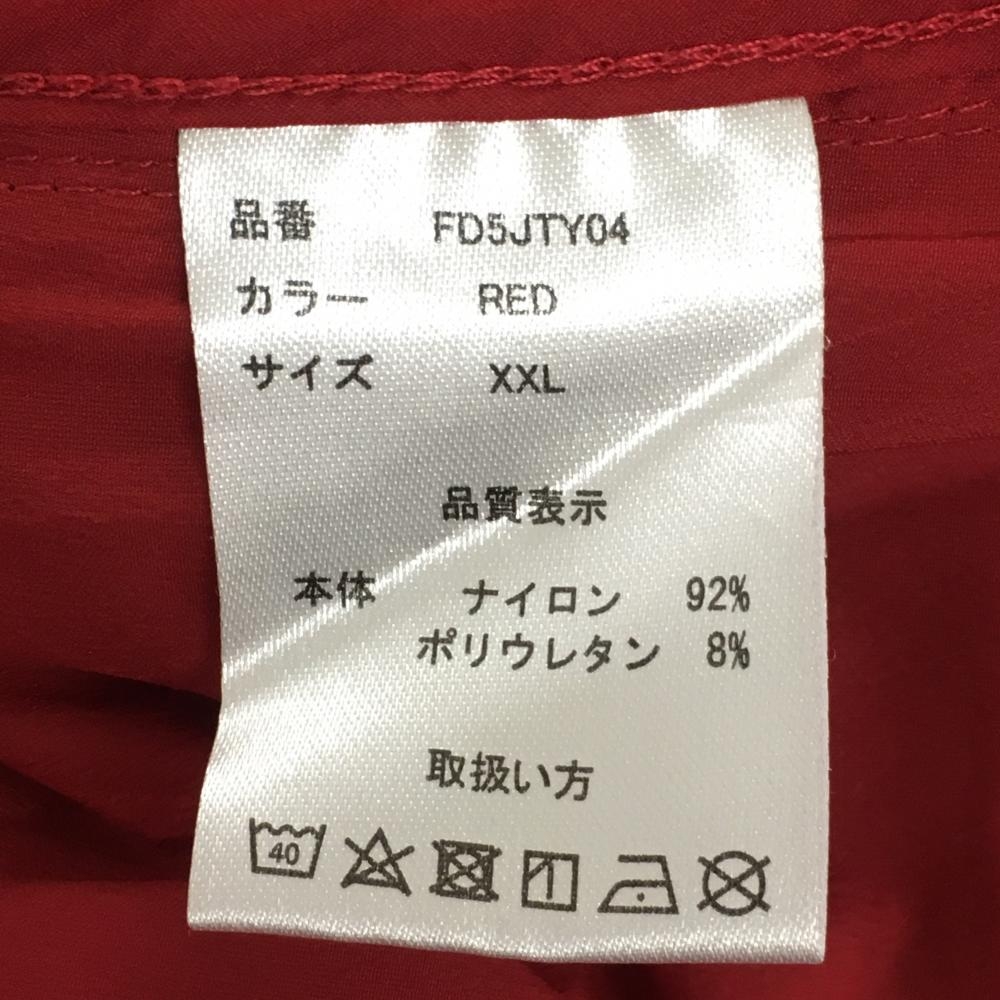 品番 FD5JTY04
カラー RED
サイズ XXL
品質表示
本体 ナイロン 92%
ポリウレタン 8%
取扱い方
40